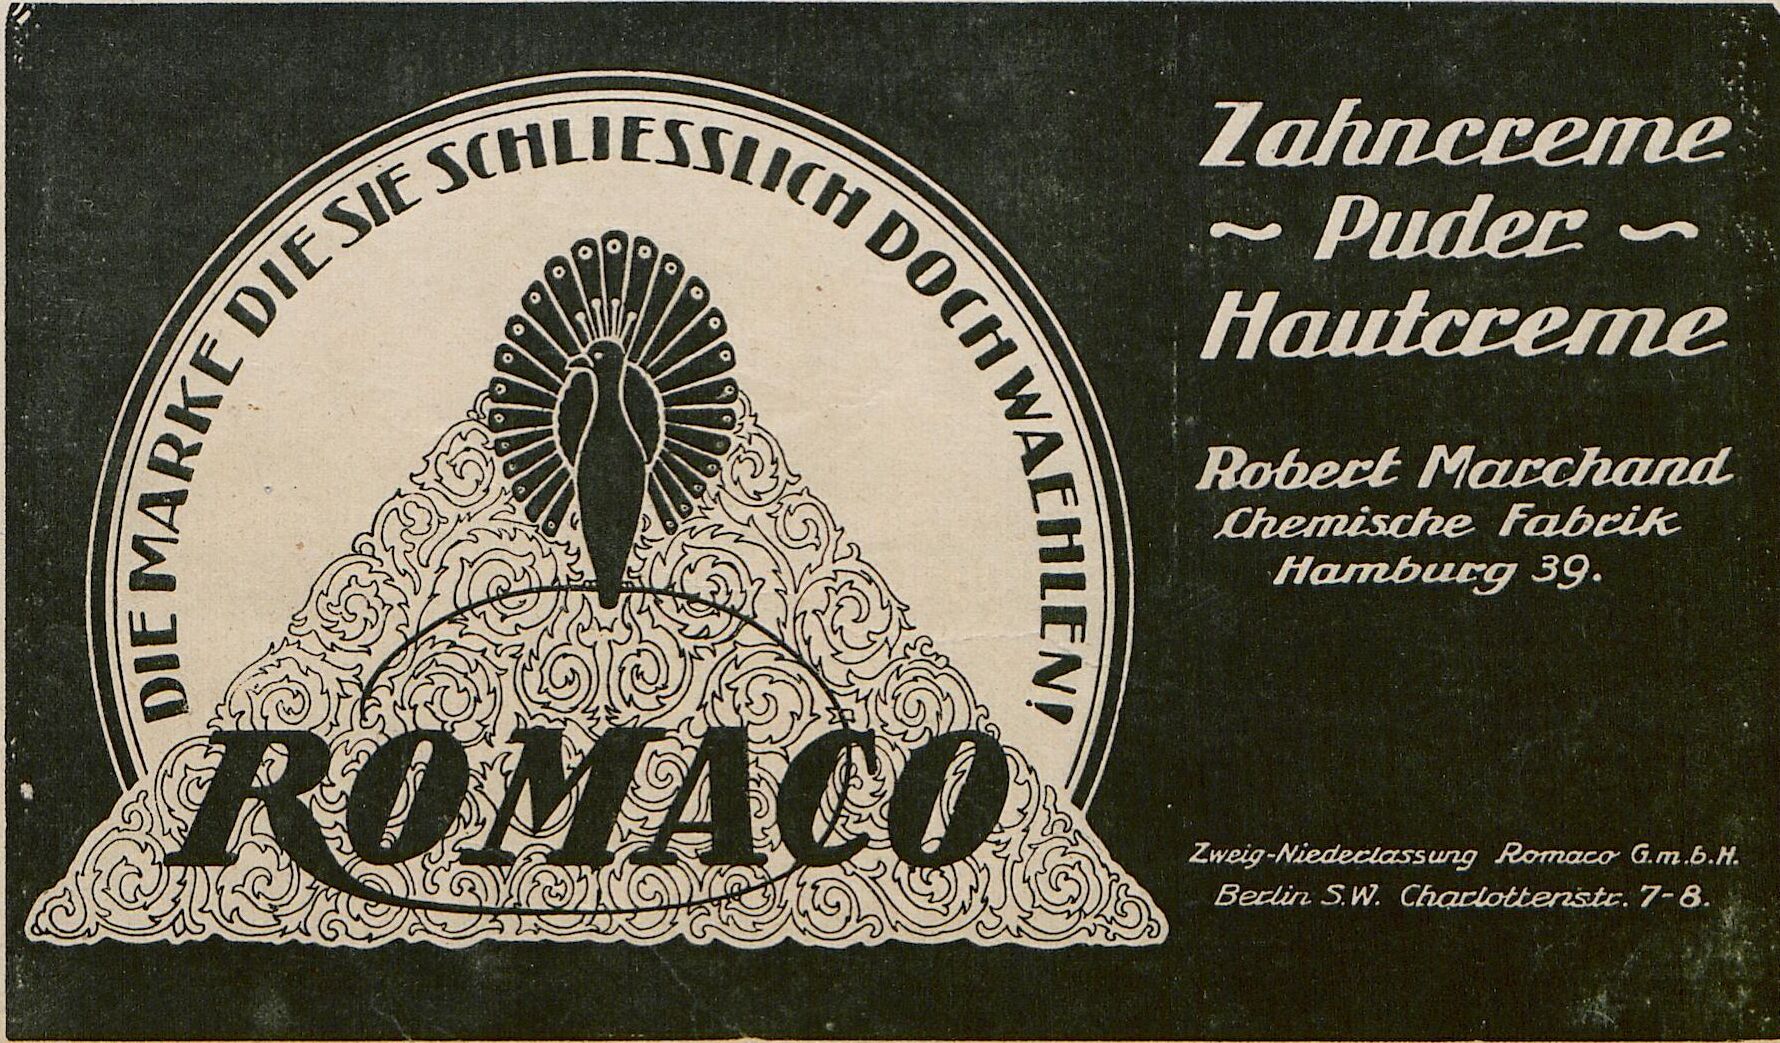 DIE MARKE DIE SIE SCHLIESSLICH DOCH WAEHLEN!
ROMACO
Zahncreme
~ Puder ~
Hautcreme
Robert Marchand
Chemische Fabrik
Hamburg 39.
Zweig-Niederlassung Romaco G.m.b.H.
Berlin S.W. Charlottenstr. 7-8.